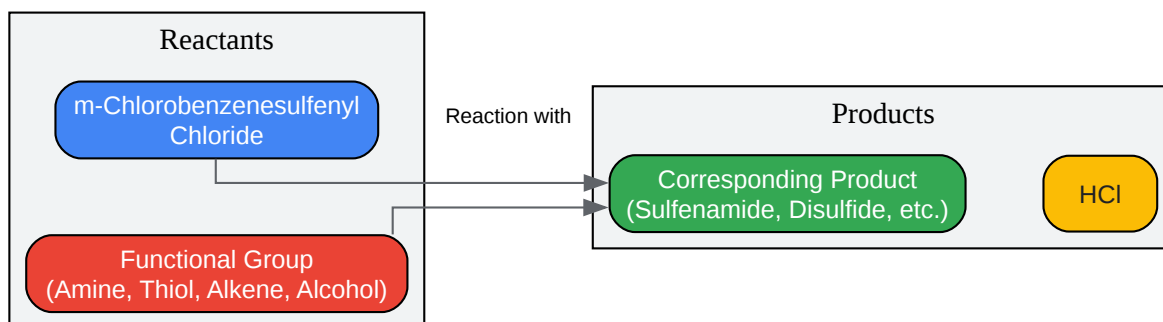 Reactants
m-Chlorobenzenesulfenyl
Chloride
Functional Group
(Amine, Thiol, Alkene, Alcohol)
Reaction with
Products
Corresponding Product
(Sulfenamide, Disulfide, etc.)
HCl